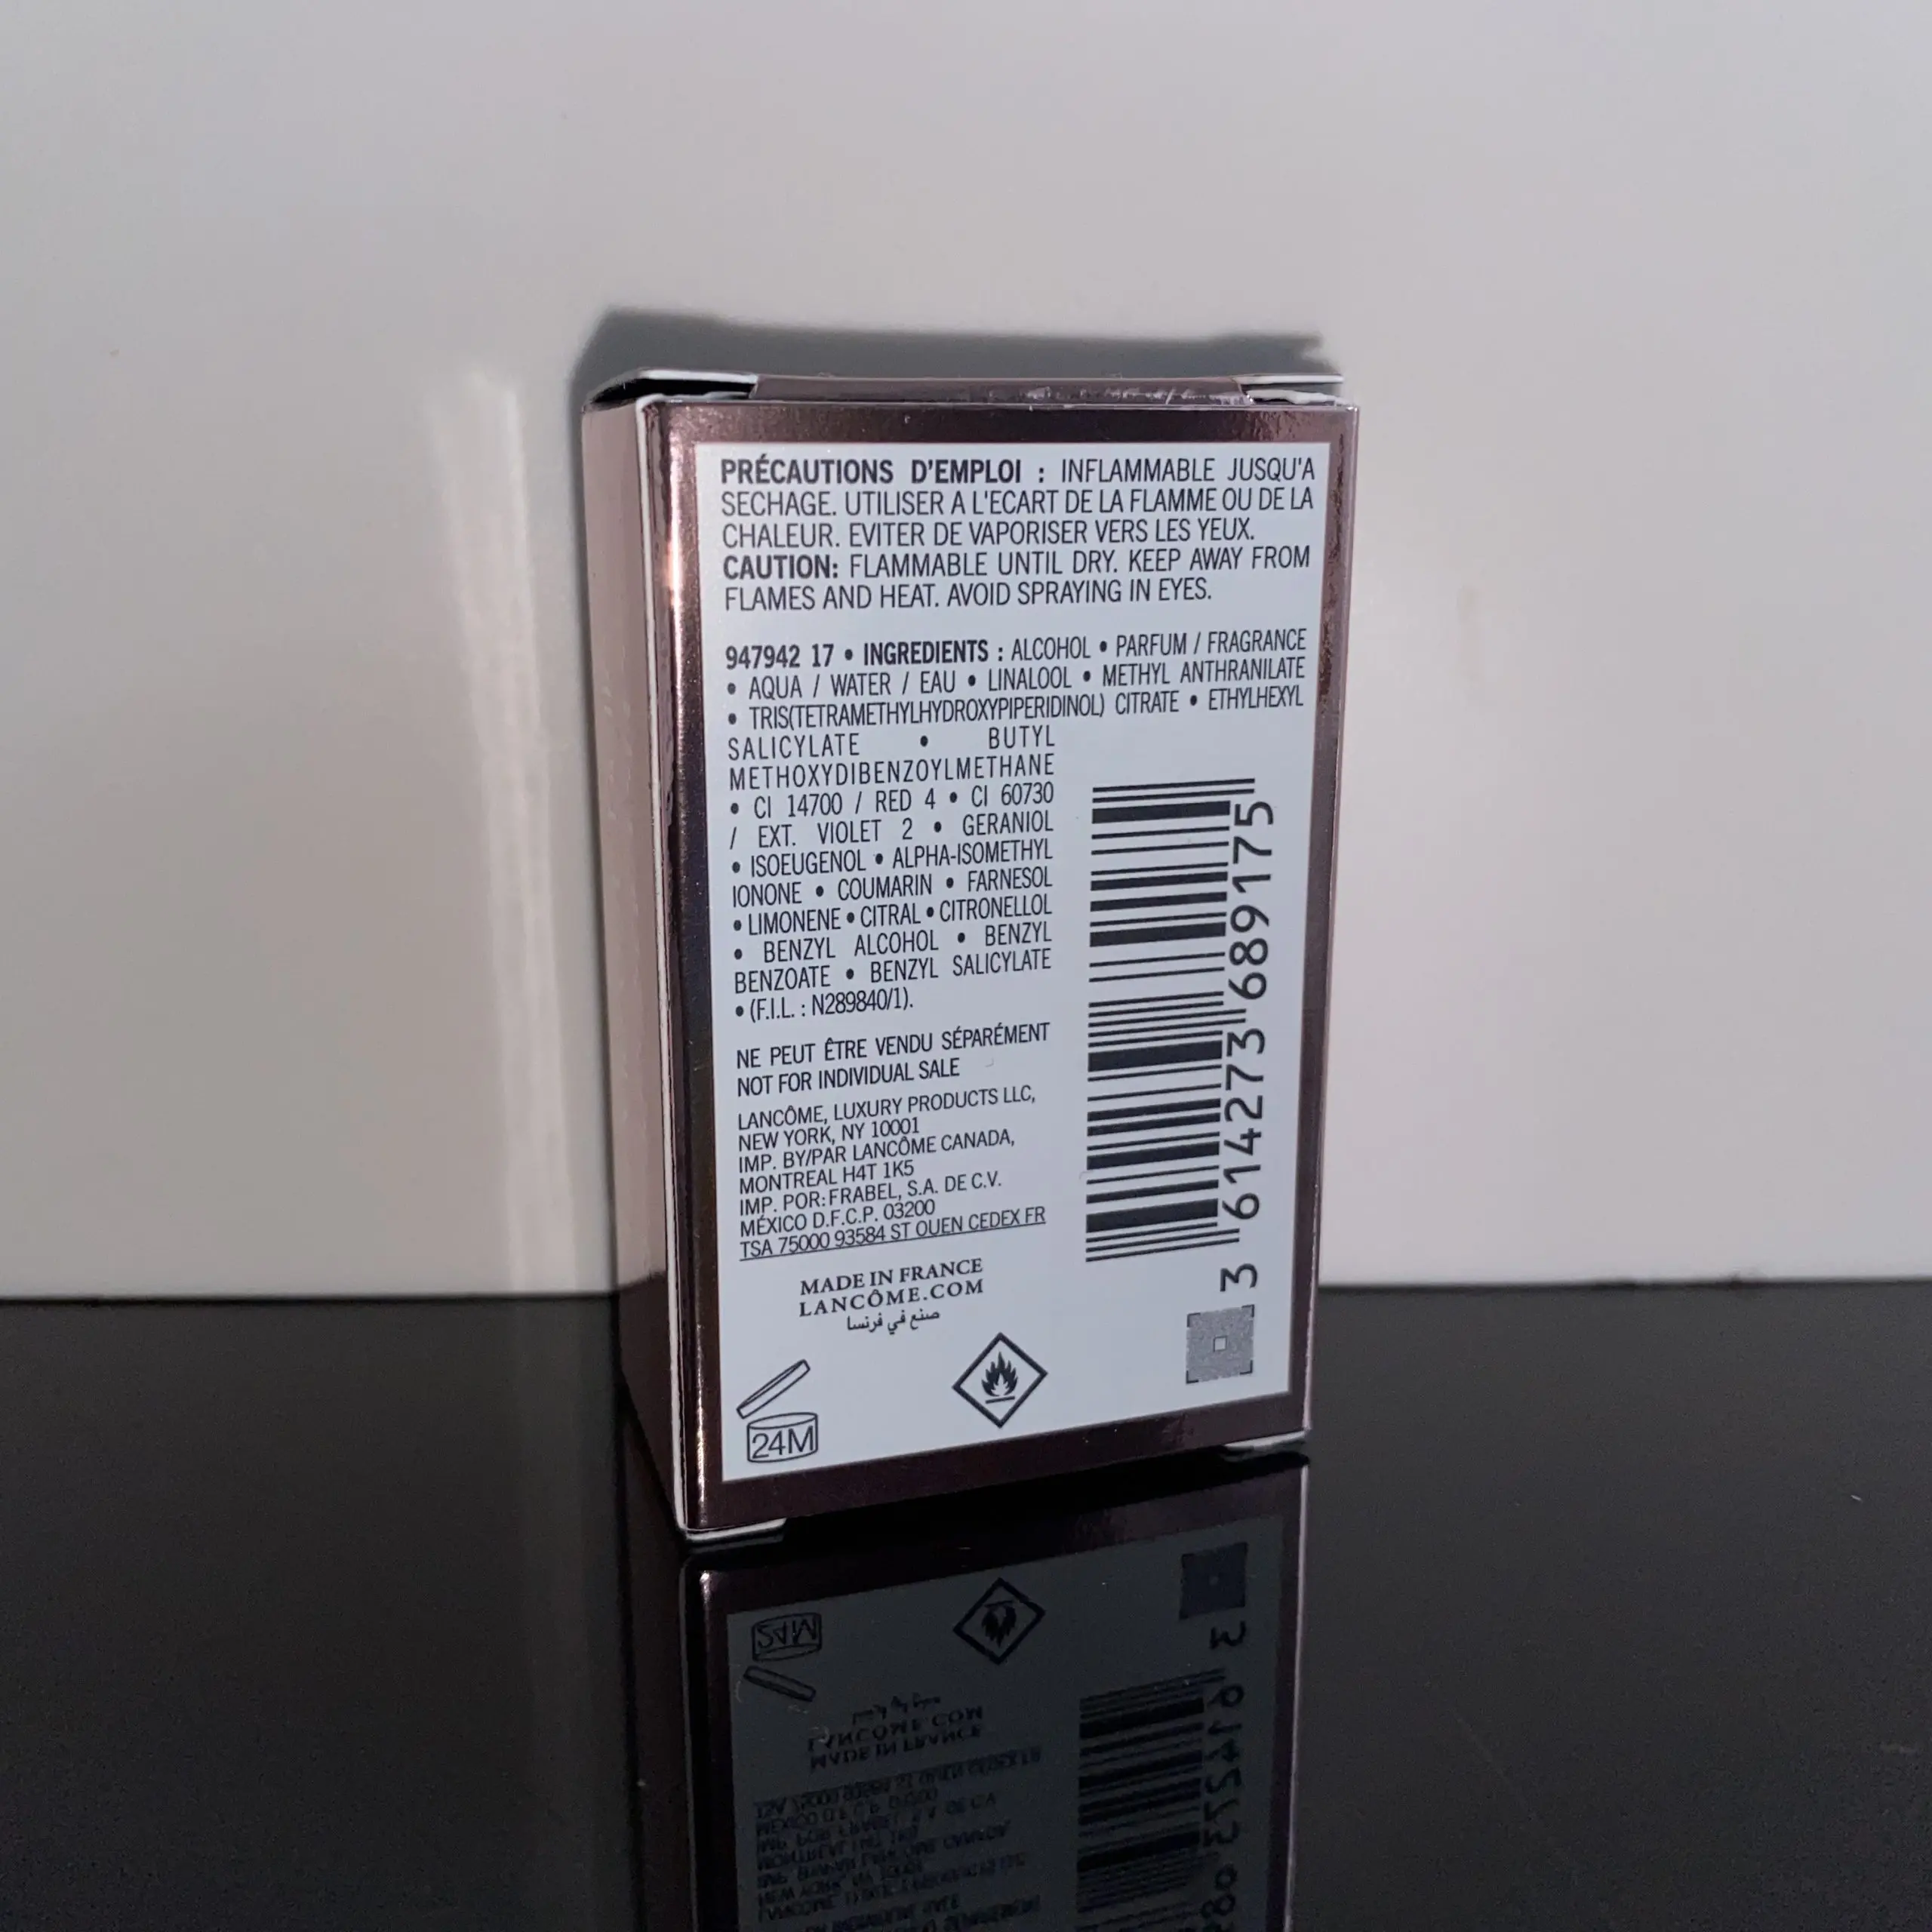 PRÉCAUTIONS D'EMPLOI : INFLAMMABLE JUSQU'A
SECHAGE. UTILISER A L'ECART DE LA FLAMME OU DE LA
CHALEUR. EVITER DE VAPORISER VERS LES YEUX.
CAUTION: FLAMMABLE UNTIL DRY. KEEP AWAY FROM
FLAMES AND HEAT. AVOID SPRAYING IN EYES.
947942 17 • INGREDIENTS : ALCOHOL • PARFUM / FRAGRANCE
• AQUA / WATER / EAU • LINALOOL • METHYL ANTHRANILATE
• TRIS(TETRAMETHYLHYDROXYPIPERIDINOL) CITRATE • ETHYLHEXYL
SALICYLATE • BUTYL
METHOXYDIBENZOYLMETHANE
• CI 14700 / RED 4 • CI 60730
/ EXT. VIOLET 2 • GERANIOL
• ISOEUGENOL • ALPHA-ISOMETHYL
IONONE • COUMARIN • FARNESOL
• LIMONENE • CITRAL • CITRONELLOL
• BENZYL ALCOHOL • BENZYL
BENZOATE • BENZYL SALICYLATE
• (F.I.L. : N289840/1).
NE PEUT ÊTRE VENDU SÉPARÉMENT
NOT FOR INDIVIDUAL SALE
LANCÔME, LUXURY PRODUCTS LLC,
NEW YORK, NY 10001
IMP. BY/PAR LANCÔME CANADA,
MONTREAL H4T 1K5
IMP. POR: FRABEL, S.A. DE C.V.
MÉXICO D.F.C.P. 03200
TSA 75000 93584 ST OUEN CEDEX FR
MADE IN FRANCE
LANCÔME.COM
صنع في فرنسا
24M
3 614273 689175